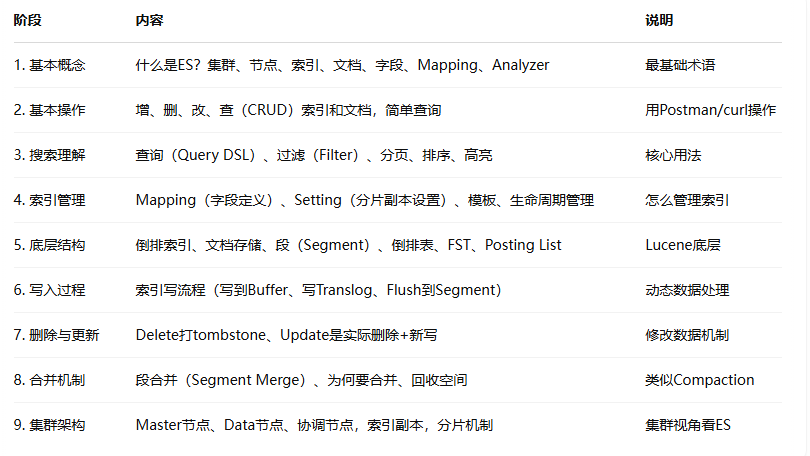 阶段 内容 说明
1. 基本概念 什么是ES？集群、节点、索引、文档、字段、Mapping、Analyzer 最基础术语
2. 基本操作 增、删、改、查（CRUD）索引和文档，简单查询 用Postman/curl操作
3. 搜索理解 查询（Query DSL）、过滤（Filter）、分页、排序、高亮 核心用法
4. 索引管理 Mapping（字段定义）、Setting（分片副本设置）、模板、生命周期管理 怎么管理索引
5. 底层结构 倒排索引、文档存储、段（Segment）、倒排表、FST、Posting List Lucene底层
6. 写入过程 索引写流程（写到Buffer、写Translog、Flush到Segment） 动态数据处理
7. 删除与更新 Delete打tombstone、Update是实际删除+新写 修改数据机制
8. 合并机制 段合并（Segment Merge）、为何要合并、回收空间 类似Compaction
9. 集群架构 Master节点、Data节点、协调节点，索引副本，分片机制 集群视角看ES